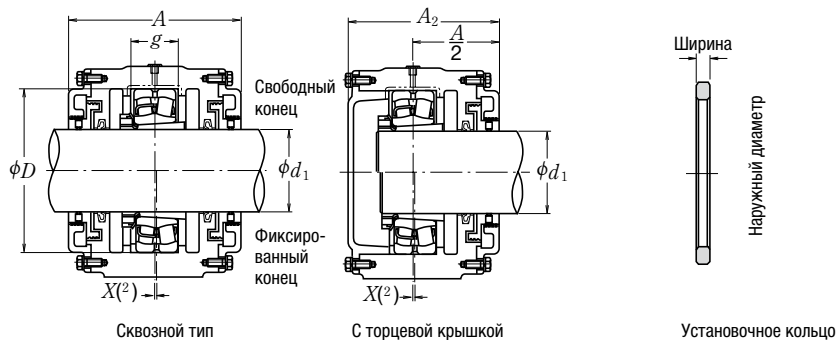 A
g
Свободный
конец
ϕD
ϕd₁
Фиксиро-
ванный
конец
X(²)
Сквозной тип
A₂
A/2
ϕd₁
X(²)
С торцевой крышкой
Ширина
Наружный диаметр
Установочное кольцо